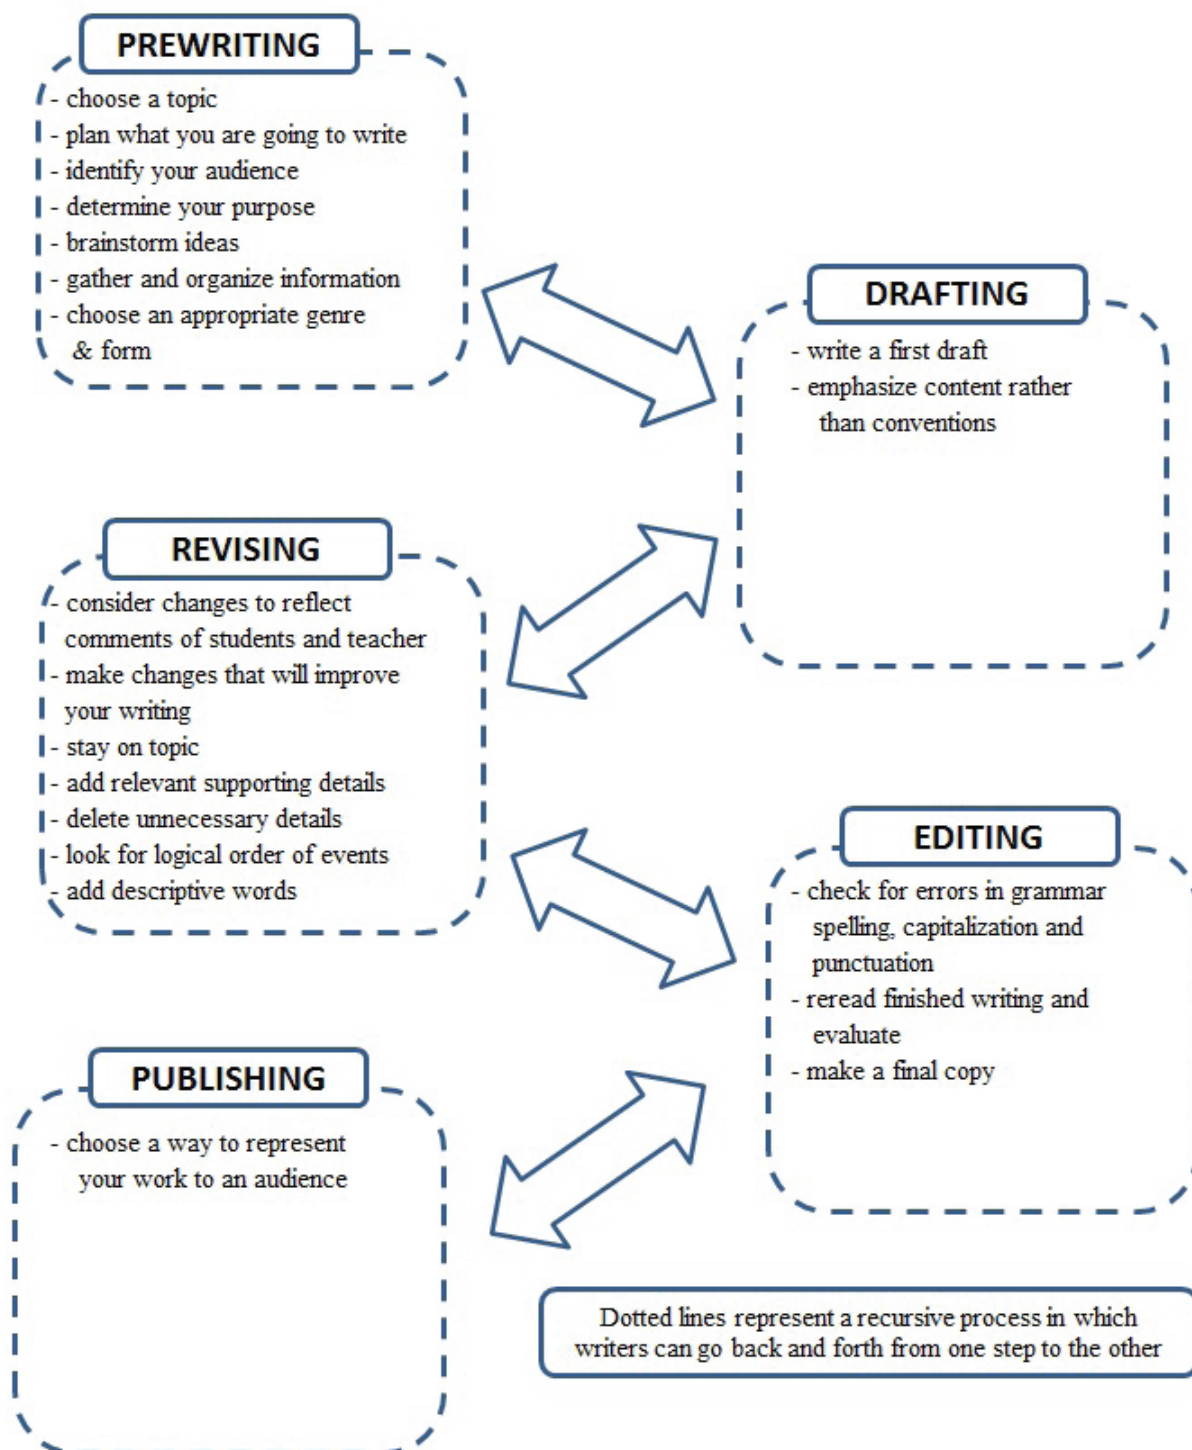 PREWRITING
- choose a topic
- plan what you are going to write
- identify your audience
- determine your purpose
- brainstorm ideas
- gather and organize information
- choose an appropriate genre
& form
DRAFTING
- write a first draft
- emphasize content rather
than conventions
REVISING
- consider changes to reflect
comments of students and teacher
- make changes that will improve
your writing
- stay on topic
- add relevant supporting details
- delete unnecessary details
- look for logical order of events
- add descriptive words
EDITING
- check for errors in grammar
spelling, capitalization and
punctuation
- reread finished writing and
evaluate
- make a final copy
PUBLISHING
- choose a way to represent
your work to an audience
Dotted lines represent a recursive process in which
writers can go back and forth from one step to the other